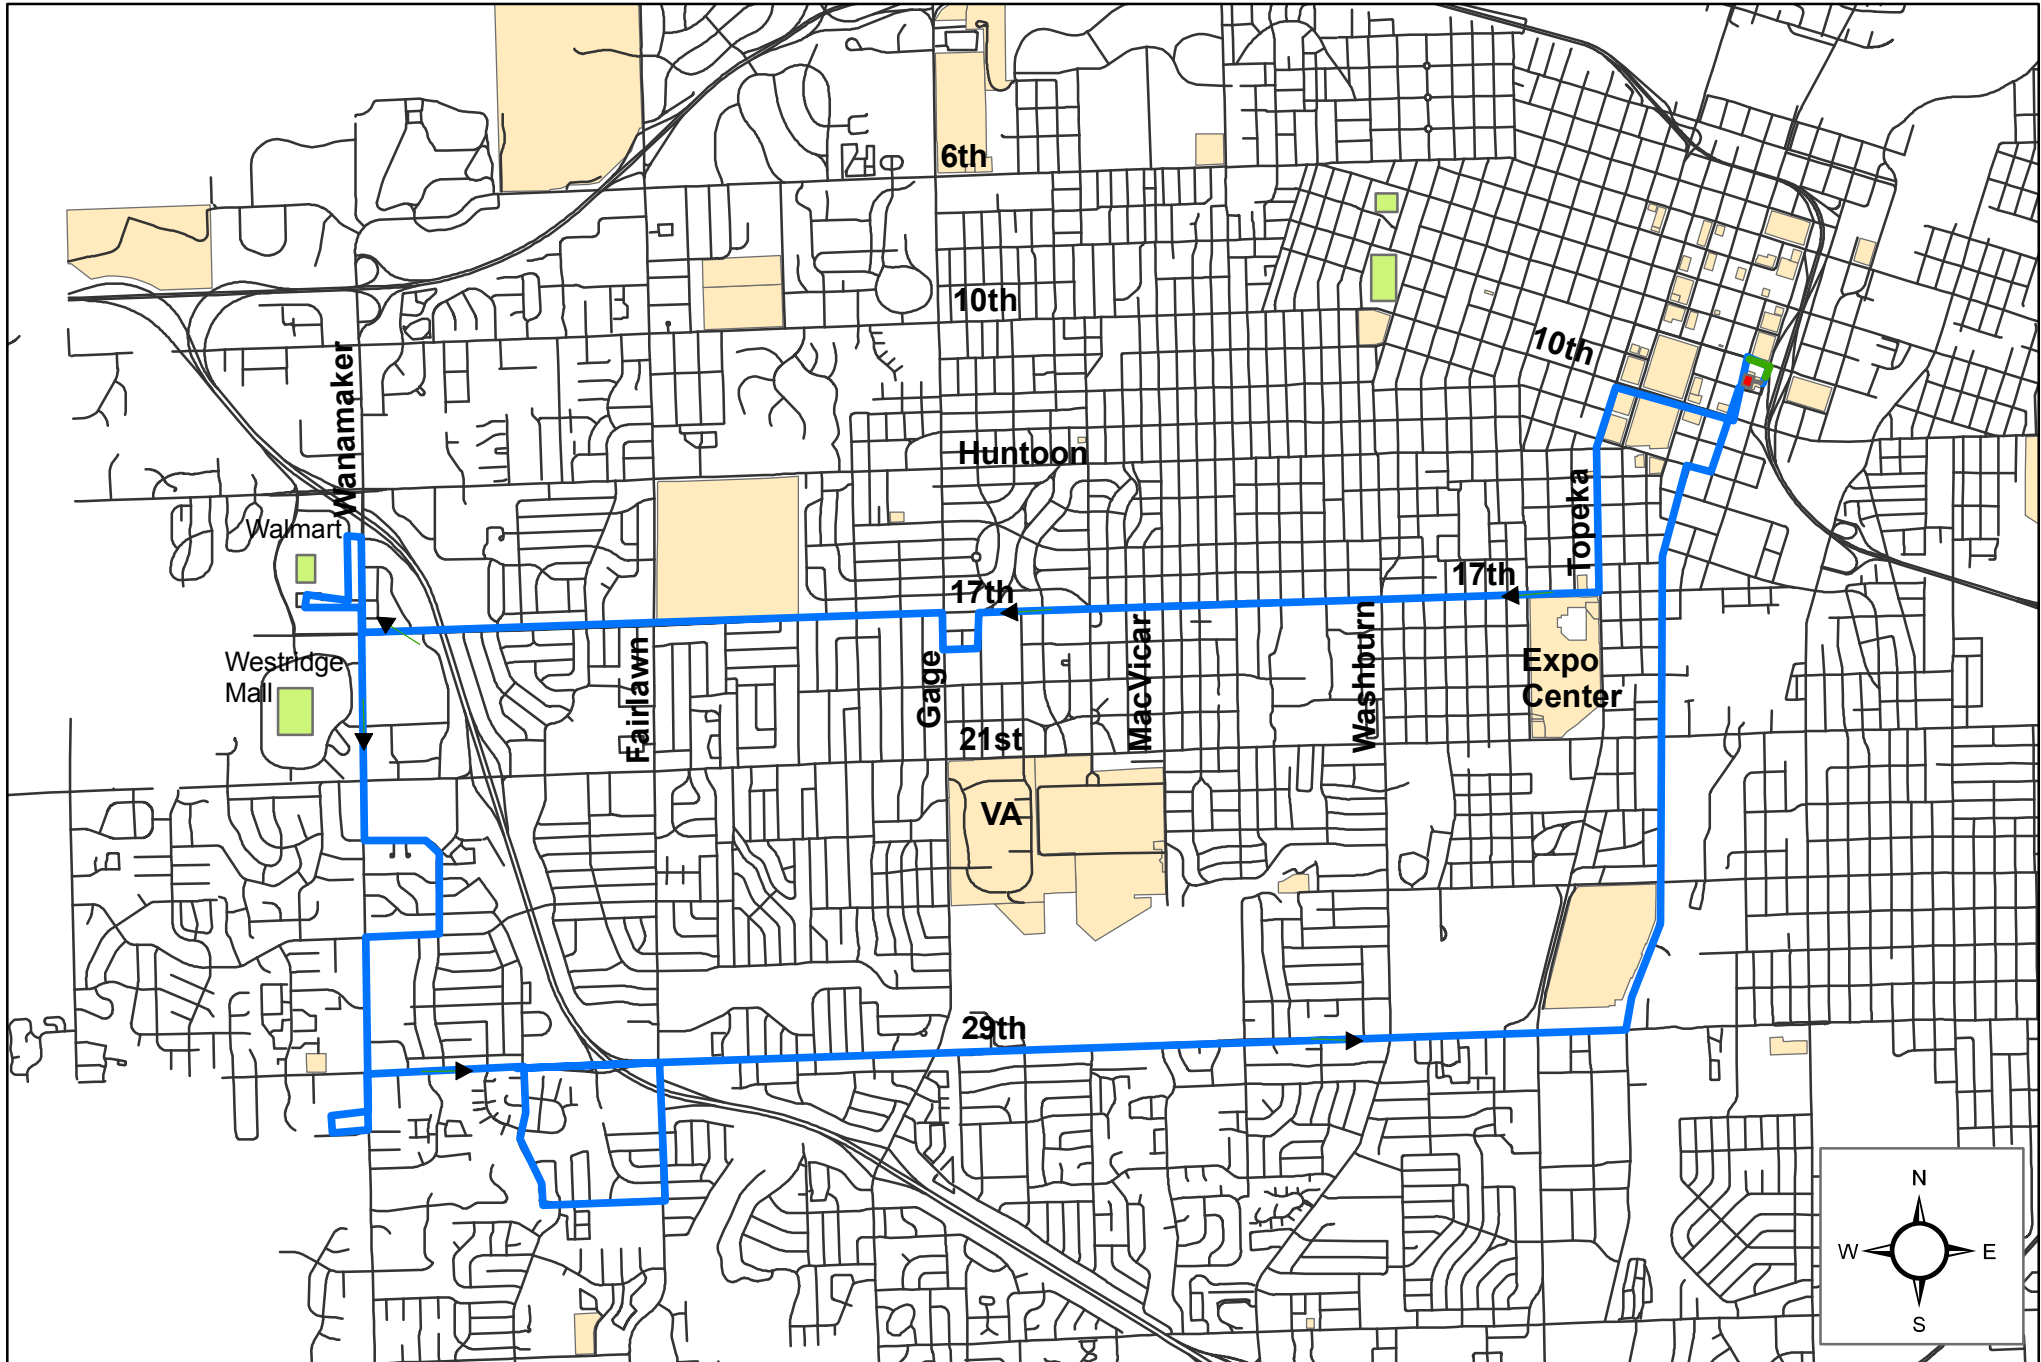 6th
10th
10th
Wanamaker
Huntoon
Topeka
Walmart
17th
17th
Westridge
Mall
Fairlawn
Gage
MacVicar
Washburn
Expo
Center
21st
VA
29th
N
W
E
S